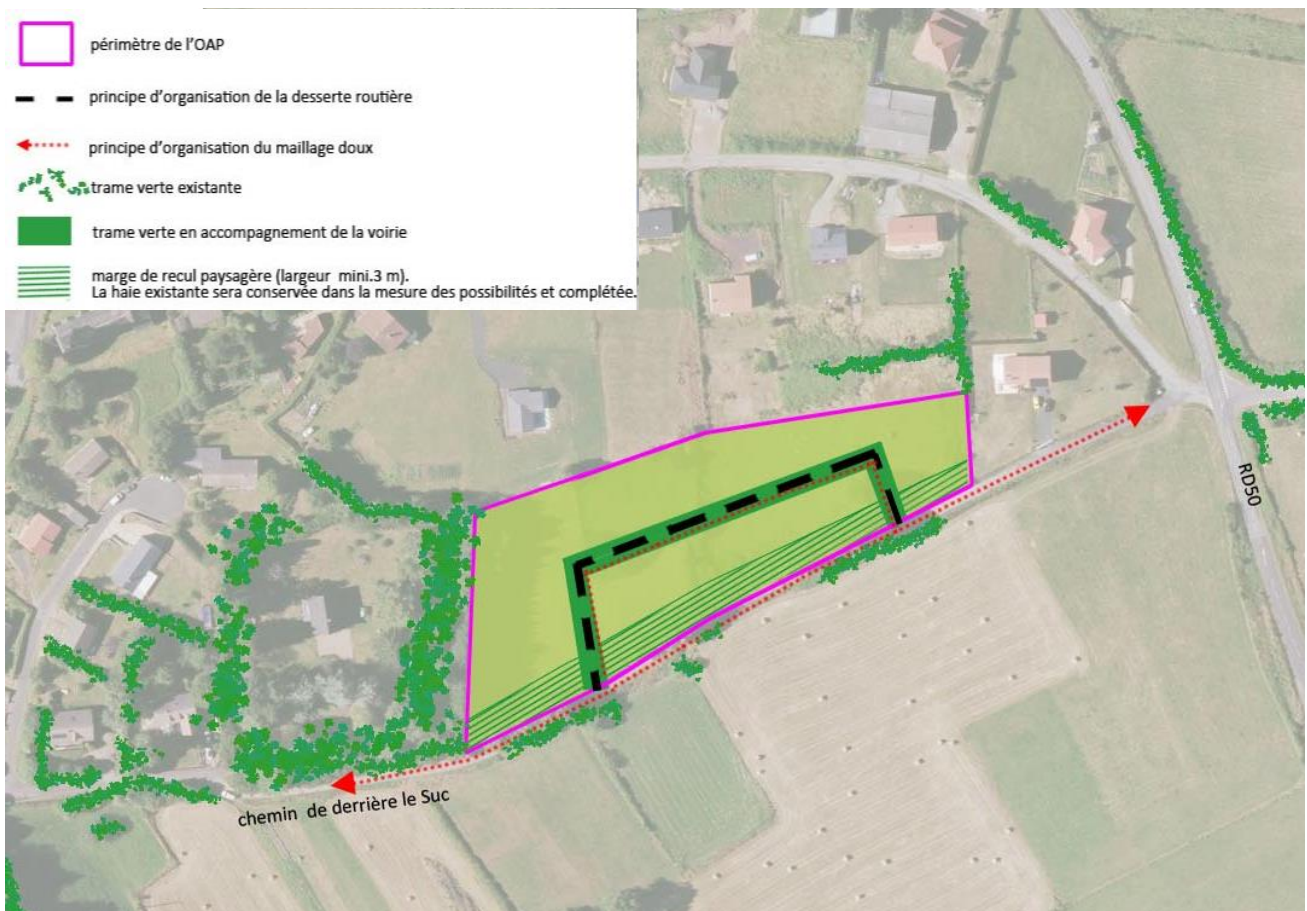 périmètre de l'OAP
principe d'organisation de la desserte routière
principe d'organisation du maillage doux
trame verte existante
trame verte en accompagnement de la voirie
marge de recul paysagère (largeur mini.3 m).
La haie existante sera conservée dans la mesure des possibilités et complétée.
RD50
chemin de derrière le Suc